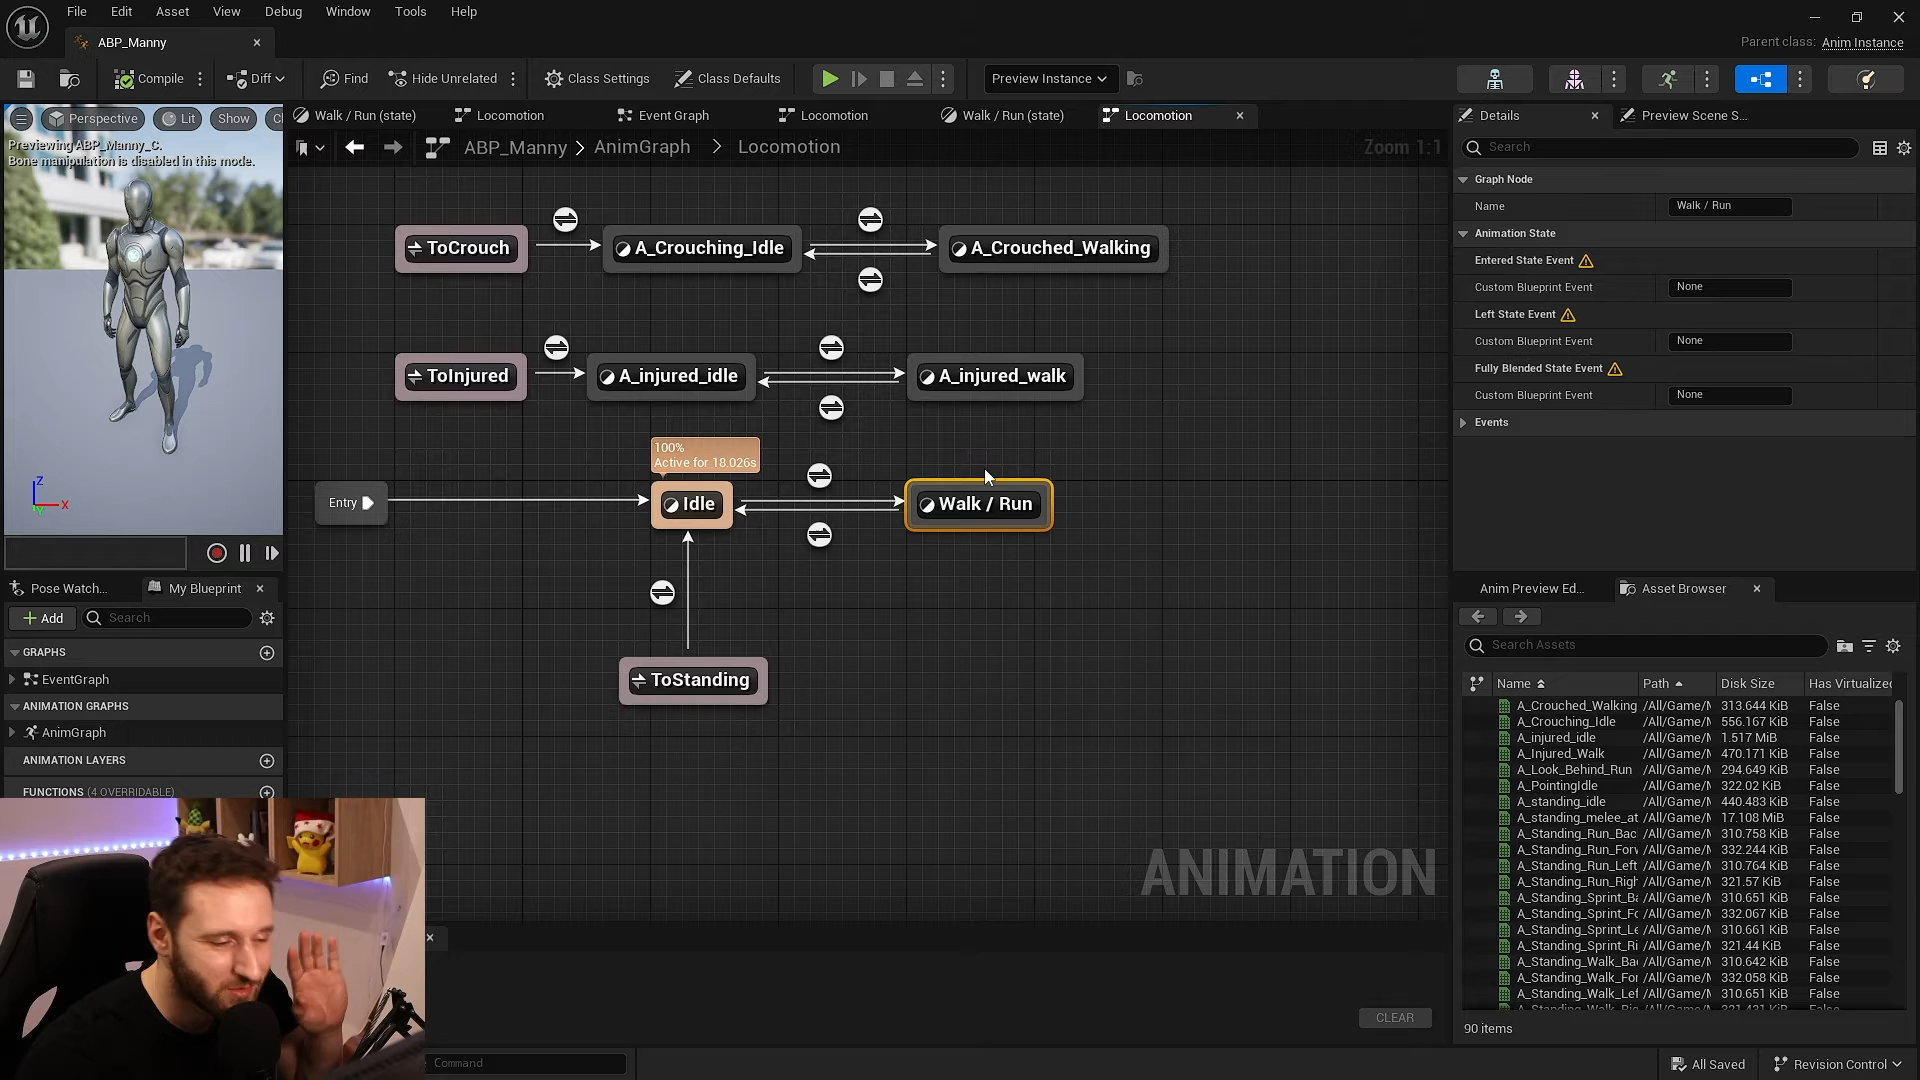 File Edit Asset View Debug Window Tools Help
ABP_Manny
Parent class: Anim Instance
Compile Diff Find Hide Unrelated Class Settings Class Defaults Preview Instance
Walk / Run (state) Locomotion Event Graph Locomotion Walk / Run (state) Locomotion
Details Preview Scene S...
Perspective Lit Show
Previewing ABP_Manny_C.
Bone manipulation is disabled in this mode.
ABP_Manny > AnimGraph > Locomotion
Zoom 1:1
ToCrouch A_Crouching_Idle A_Crouched_Walking
ToInjured A_injured_idle A_injured_walk
100%
Active for 18.026s
Entry Idle Walk / Run
ToStanding
ANIMATION
Z
X
Y
Pose Watch... My Blueprint
Add Search
GRAPHS
EventGraph
ANIMATION GRAPHS
AnimGraph
ANIMATION LAYERS
FUNCTIONS (4 OVERRIDABLE)
CLEAR
Command
Search
Graph Node
Name Walk / Run
Animation State
Entered State Event
Custom Blueprint Event None
Left State Event
Custom Blueprint Event None
Fully Blended State Event
Custom Blueprint Event None
Events
Anim Preview Ed... Asset Browser
Search Assets
Name Path Disk Size Has Virtualized
A_Crouched_Walking /All/Game/M 313.644 KiB False
A_Crouching_Idle /All/Game/M 556.167 KiB False
A_injured_idle /All/Game/M 1.517 MiB False
A_Injured_Walk /All/Game/M 470.171 KiB False
A_Look_Behind_Run /All/Game/M 294.649 KiB False
A_PointingIdle /All/Game/M 322.02 KiB False
A_standing_idle /All/Game/M 440.483 KiB False
A_standing_melee_at /All/Game/M 17.108 MiB False
A_Standing_Run_Bac /All/Game/M 310.758 KiB False
A_Standing_Run_Forv /All/Game/M 332.244 KiB False
A_Standing_Run_Left /All/Game/M 310.764 KiB False
A_Standing_Run_Righ /All/Game/M 321.57 KiB False
A_Standing_Sprint_Ba /All/Game/M 310.651 KiB False
A_Standing_Sprint_Fo /All/Game/M 332.067 KiB False
A_Standing_Sprint_Le /All/Game/M 310.661 KiB False
A_Standing_Sprint_Ri /All/Game/M 321.44 KiB False
A_Standing_Walk_Bac /All/Game/M 310.642 KiB False
A_Standing_Walk_For /All/Game/M 332.058 KiB False
A_Standing_Walk_Lef /All/Game/M 310.651 KiB False
90 items
All Saved Revision Control